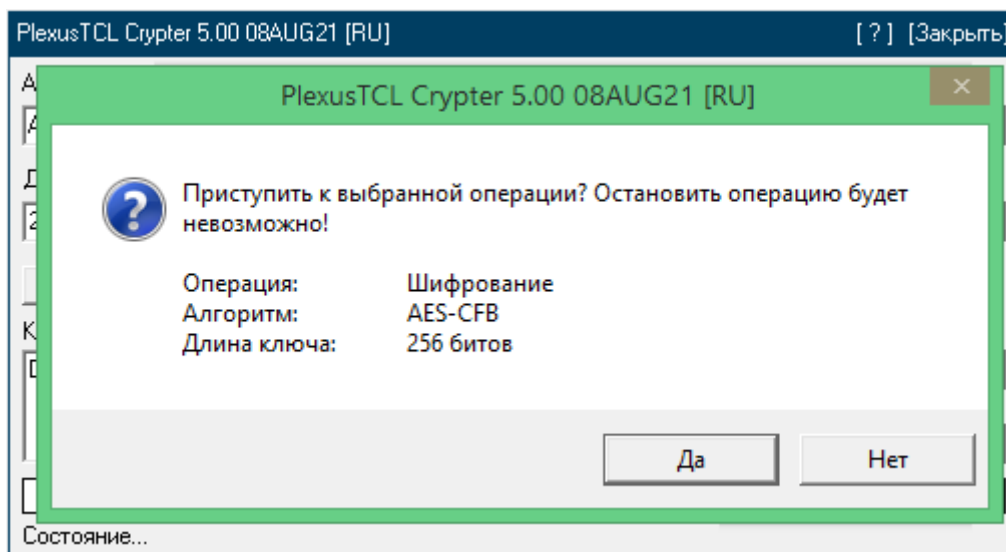 PlexusTCL Crypter 5.00 08AUG21 [RU] [ ? ] [Закрыть]
PlexusTCL Crypter 5.00 08AUG21 [RU]
Приступить к выбранной операции? Остановить операцию будет
невозможно!
Операция: Шифрование
Алгоритм: AES-CFB
Длина ключа: 256 битов
Да Нет
Состояние...